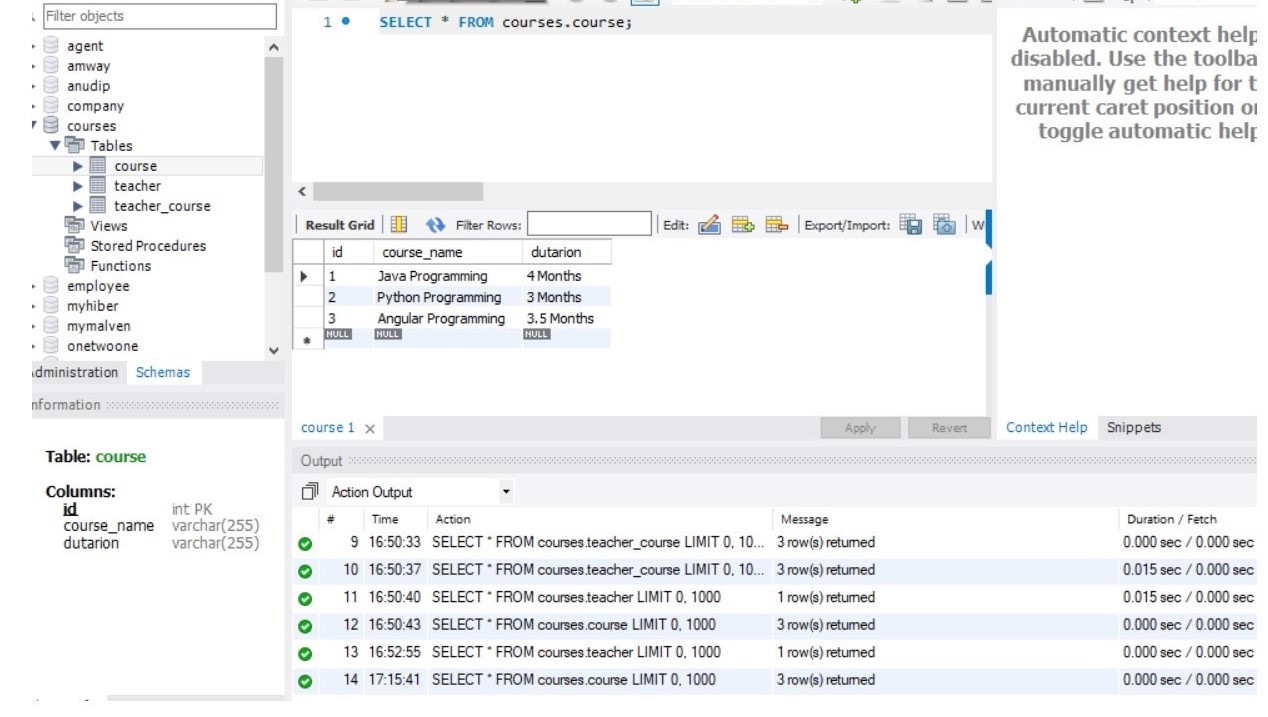 Filter objects
agent
amway
anudip
company
courses
Tables
course
teacher
teacher_course
Views
Stored Procedures
Functions
employee
myhiber
mymalven
onetwoone
dministration Schemas
nformation
Table: course
Columns:
id int PK
course_name varchar(255)
dutarion varchar(255)
1 SELECT * FROM courses.course;
Result Grid Filter Rows: Edit: Export/Import: W
id course_name dutarion
1 Java Programming 4 Months
2 Python Programming 3 Months
3 Angular Programming 3.5 Months
NULL NULL NULL
course 1 Apply Revert
Automatic context help
disabled. Use the toolba
manually get help for t
current caret position or
toggle automatic help
Context Help Snippets
Output
Action Output
# Time Action Message Duration / Fetch
9 16:50:33 SELECT * FROM courses.teacher_course LIMIT 0, 10... 3 row(s) returned 0.000 sec / 0.000 sec
10 16:50:37 SELECT * FROM courses.teacher_course LIMIT 0, 10... 3 row(s) returned 0.015 sec / 0.000 sec
11 16:50:40 SELECT * FROM courses.teacher LIMIT 0, 1000 1 row(s) returned 0.015 sec / 0.000 sec
12 16:50:43 SELECT * FROM courses.course LIMIT 0, 1000 3 row(s) returned 0.000 sec / 0.000 sec
13 16:52:55 SELECT * FROM courses.teacher LIMIT 0, 1000 1 row(s) returned 0.000 sec / 0.000 sec
14 17:15:41 SELECT * FROM courses.course LIMIT 0, 1000 3 row(s) returned 0.000 sec / 0.000 sec